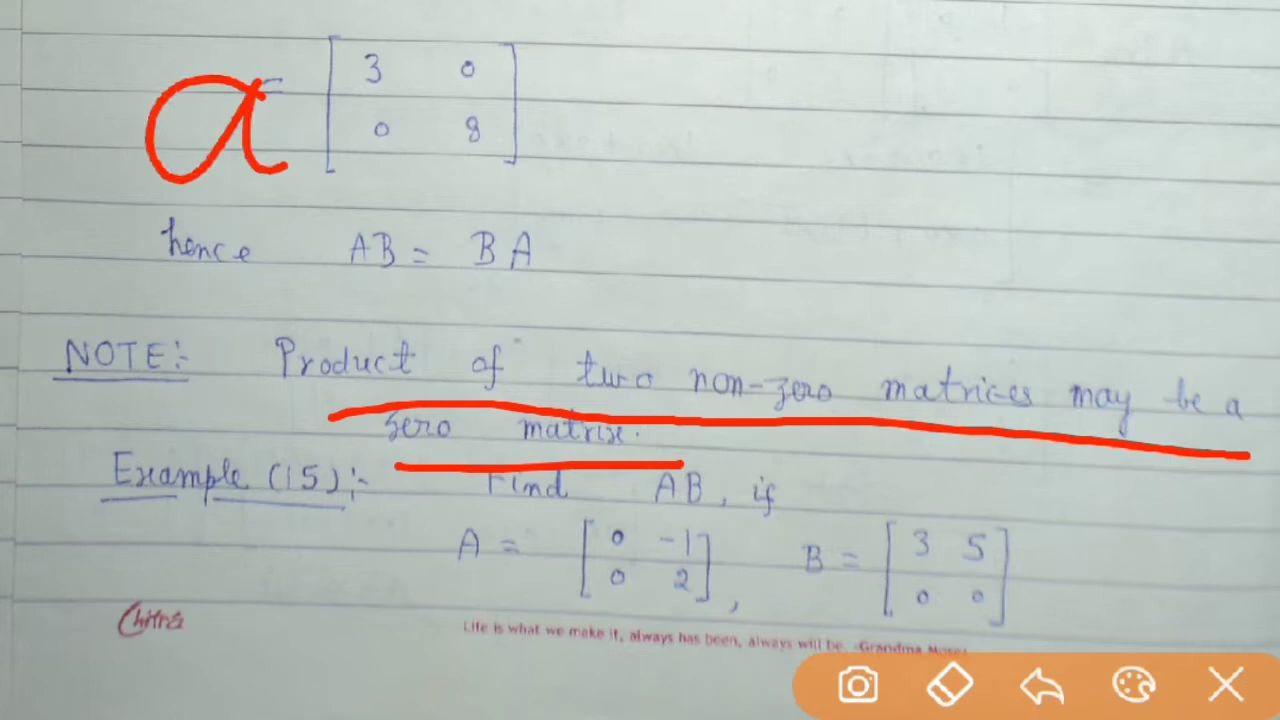 a = [ 3 0
0 8 ]
hence AB = BA
NOTE:- Product of two non-zero matrices may be a
zero matrix.
Example (15):- Find AB, if
A = [ 0 -1
0 2 ], B = [ 3 5
0 0 ]
Chitra
Life is what we make it, always has been, always will be. -Grandma Moses